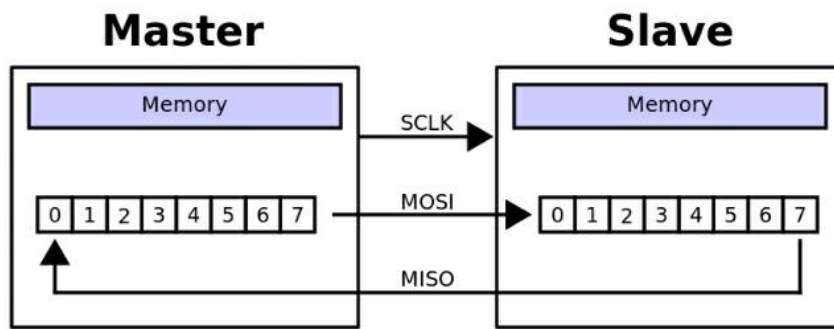 Master Slave
Memory Memory
SCLK
0 1 2 3 4 5 6 7 MOSI 0 1 2 3 4 5 6 7
MISO